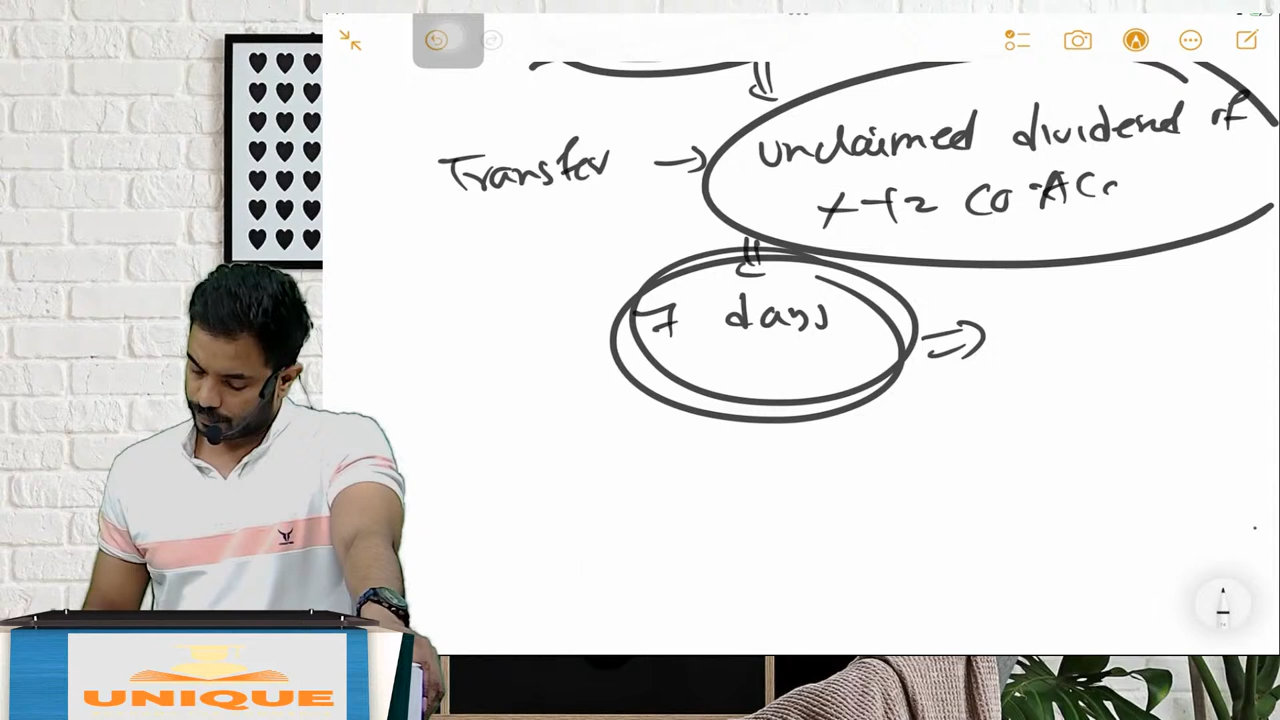 Transfer → unclaimed dividend of
XYZ CO ACc
7 days ⇒
UNIQUE